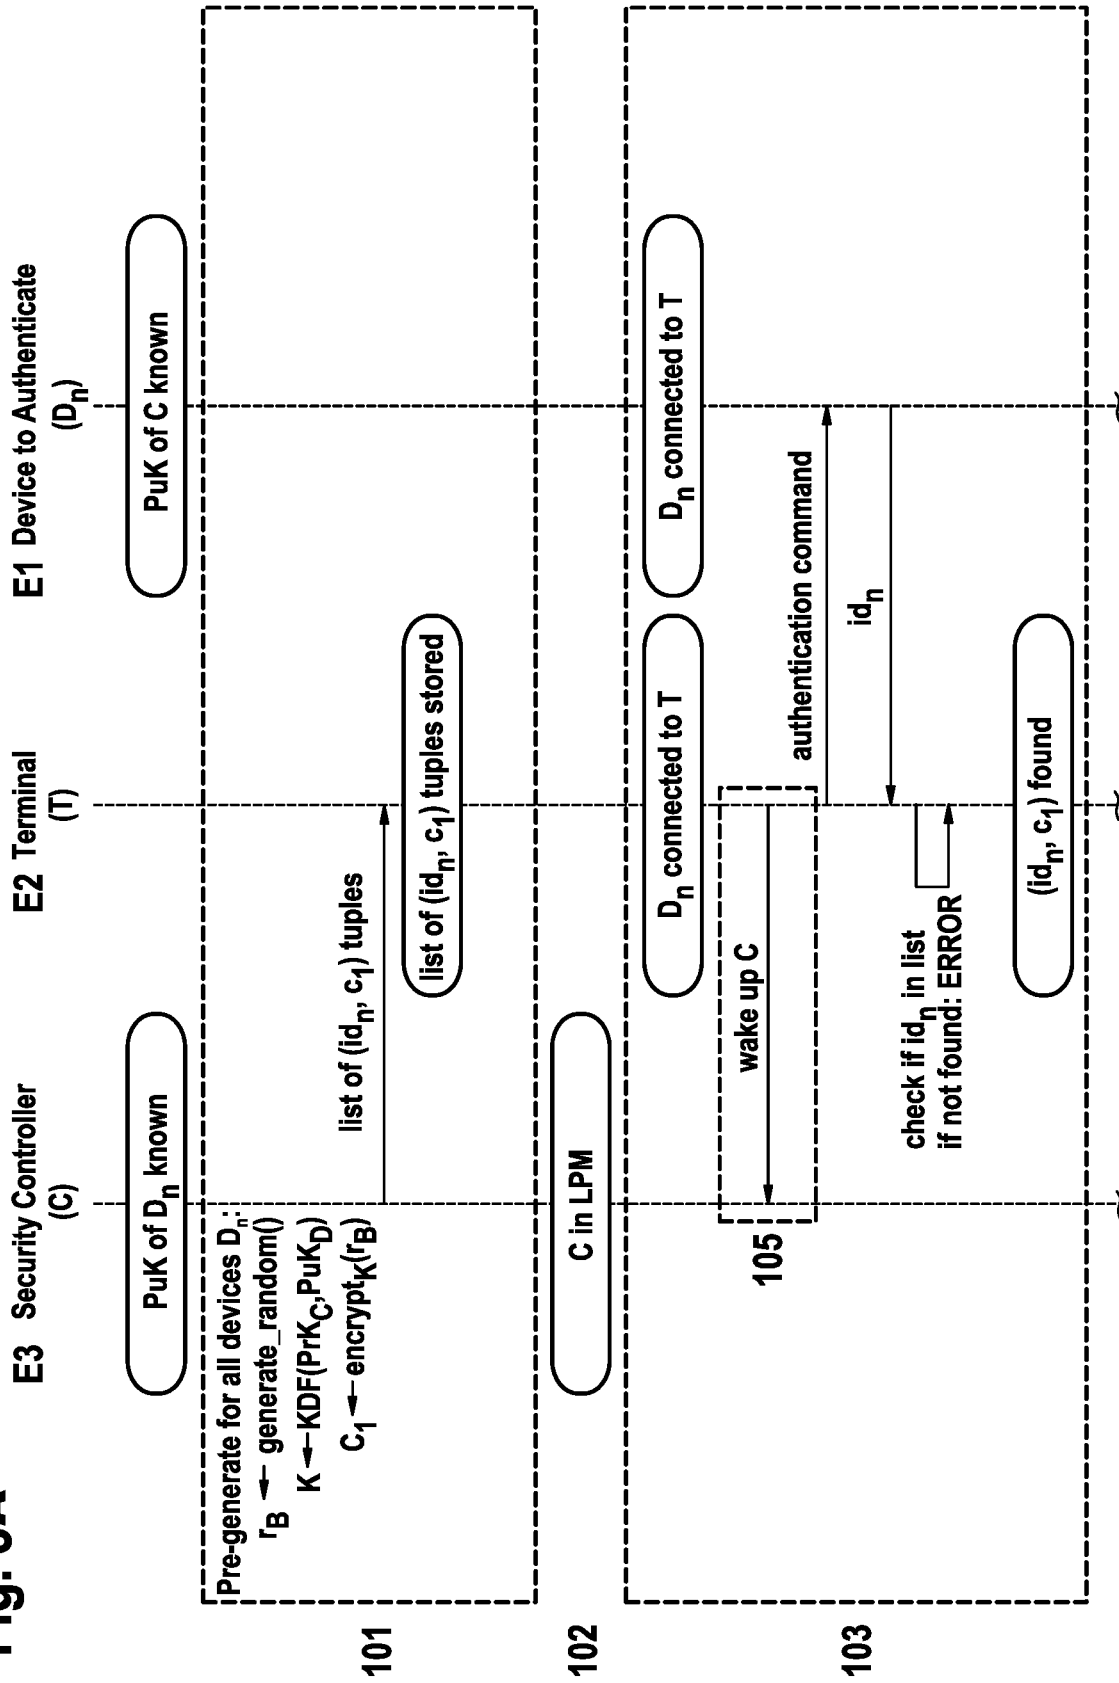 E3 Security Controller
(C)
E2 Terminal
(T)
E1 Device to Authenticate
(Dn)
PuK of Dn known
PuK of C known
101
Pre-generate for all devices Dn:
rB ← generate_random()
K ← KDF(PrKC,PuKD)
C1 ← encryptK(rB)
list of (idn, c1) tuples
list of (idn, c1) tuples stored
102
C in LPM
103
Dn connected to T
Dn connected to T
105
wake up C
authentication command
idn
check if idn in list
if not found: ERROR
(idn, c1) found